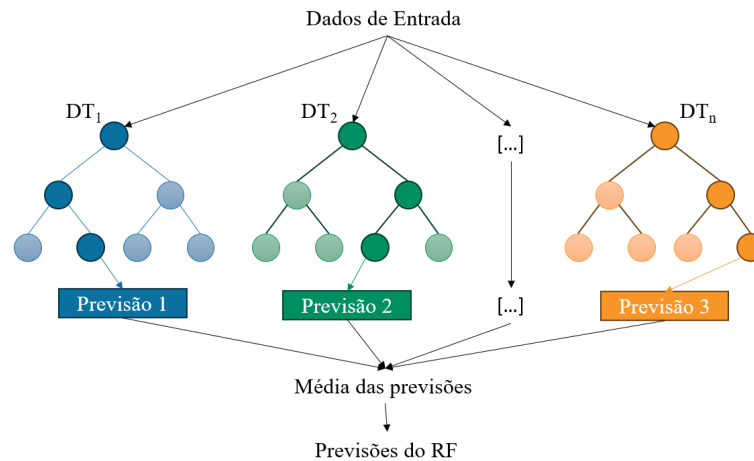 Dados de Entrada
DT1
DT2
DTn
[...]
[...]
Previsão 1
Previsão 2
Previsão 3
Média das previsões
Previsões do RF